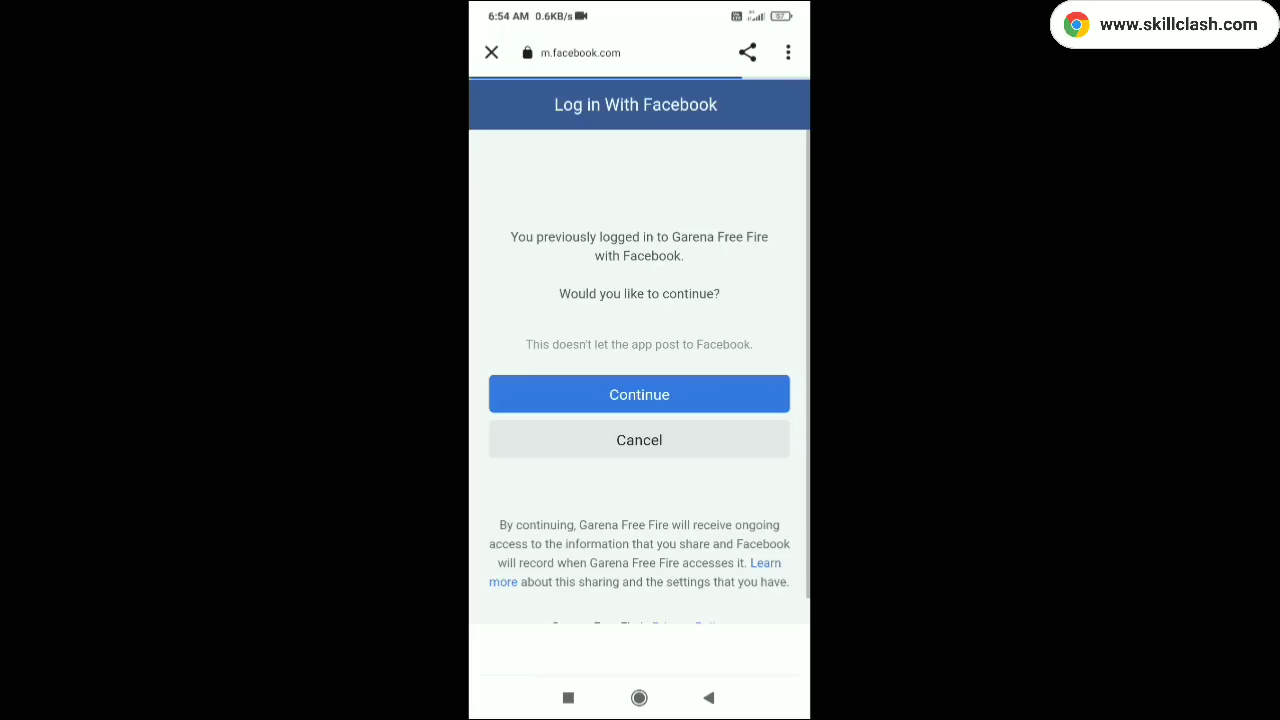 6:54 AM 0.6KB/s
57
www.skillclash.com
m.facebook.com
Log in With Facebook
You previously logged in to Garena Free Fire
with Facebook.
Would you like to continue?
This doesn't let the app post to Facebook.
Continue
Cancel
By continuing, Garena Free Fire will receive ongoing
access to the information that you share and Facebook
will record when Garena Free Fire accesses it. Learn
more about this sharing and the settings that you have.